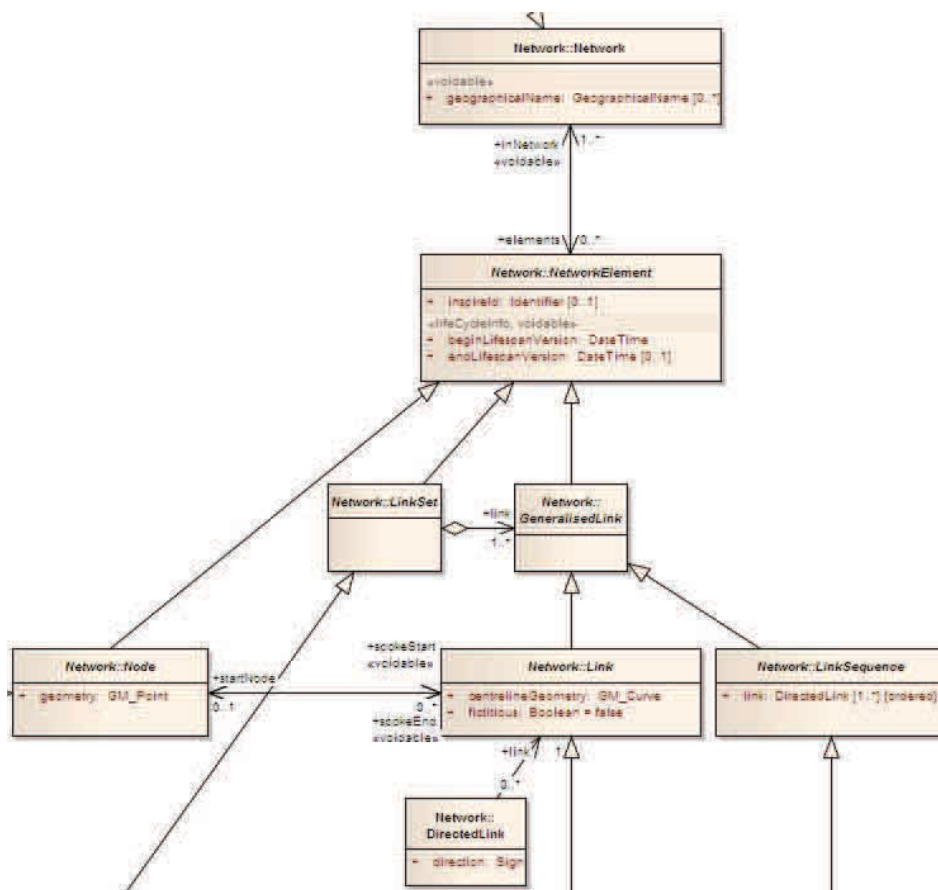 Network::Network
«voidable»
+ geographicalName: GeographicalName [0..*]
+inNetwork 1..*
«voidable»
+elements 0..*
Network::NetworkElement
+ inspireId: Identifier [0..1]
«lifeCycleInfo, voidable»
+ beginLifespanVersion: DateTime
+ endLifespanVersion: DateTime [0..1]
Network::LinkSet
+link
1..*
Network::
GeneralisedLink
Network::Node
+ geometry: GM_Point
+startNode
0..1
+spokeStart
«voidable»
0..*
+spokeEnd
«voidable»
Network::Link
+ centrelineGeometry: GM_Curve
+ fictitious: Boolean = false
Network::LinkSequence
+ link: DirectedLink [1..*] {ordered}
+link 1
0..*
Network::
DirectedLink
+ direction: Sign